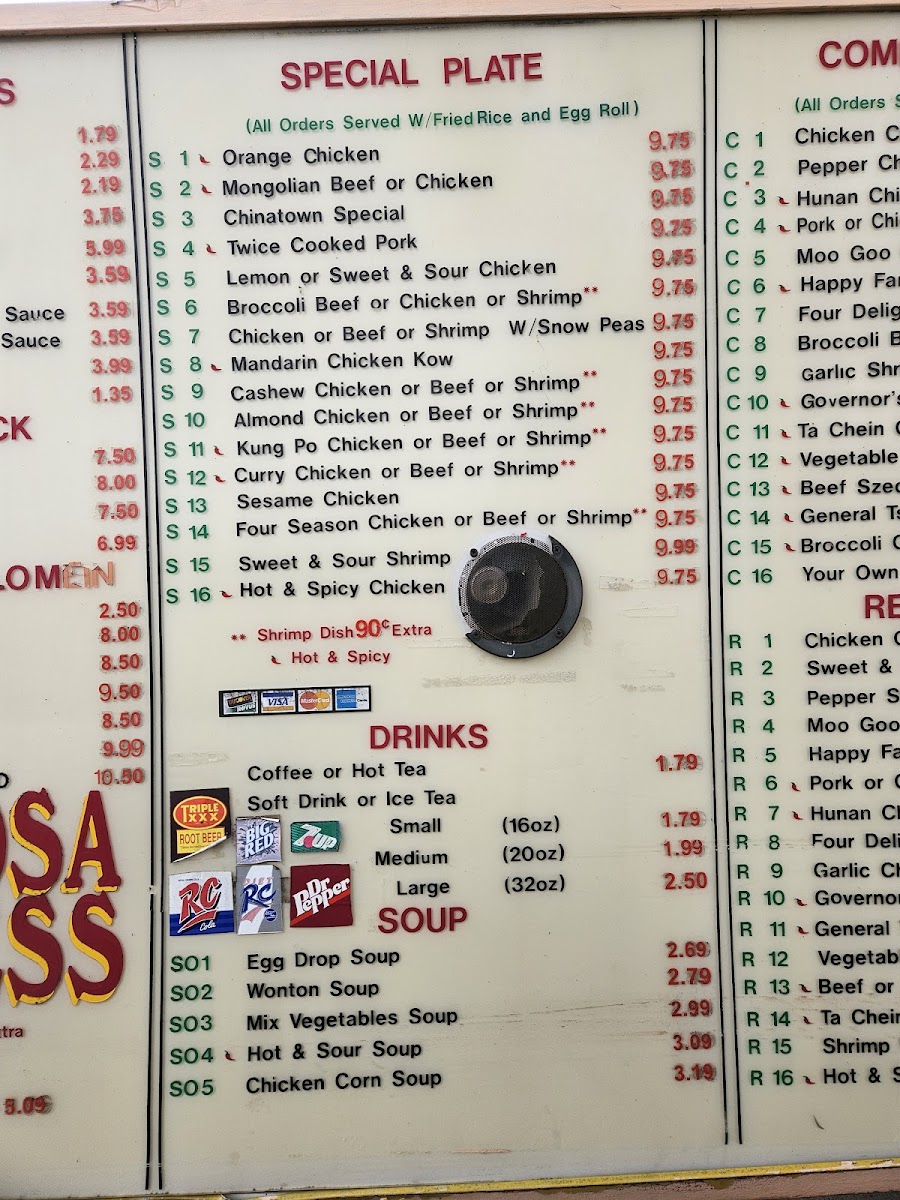 S
1.79
2.29
2.19
3.75
5.99
3.59
Sauce 3.59
Sauce 3.59
3.99
1.35
CK
7.50
8.00
7.50
6.99
LOMEIN
2.50
8.00
8.50
9.50
8.50
9.99
10.50
OSA
ESS
5.09
SPECIAL PLATE
(All Orders Served W/Fried Rice and Egg Roll)
S 1 Orange Chicken 9.75
S 2 Mongolian Beef or Chicken 9.75
S 3 Chinatown Special 9.75
S 4 Twice Cooked Pork 9.75
S 5 Lemon or Sweet & Sour Chicken 9.75
S 6 Broccoli Beef or Chicken or Shrimp** 9.75
S 7 Chicken or Beef or Shrimp W/Snow Peas 9.75
S 8 Mandarin Chicken Kow 9.75
S 9 Cashew Chicken or Beef or Shrimp** 9.75
S 10 Almond Chicken or Beef or Shrimp** 9.75
S 11 Kung Po Chicken or Beef or Shrimp** 9.75
S 12 Curry Chicken or Beef or Shrimp** 9.75
S 13 Sesame Chicken 9.75
S 14 Four Season Chicken or Beef or Shrimp** 9.75
S 15 Sweet & Sour Shrimp 9.99
S 16 Hot & Spicy Chicken 9.75
** Shrimp Dish 90¢ Extra
Hot & Spicy
VISA MasterCard
DRINKS
Coffee or Hot Tea 1.79
Soft Drink or Ice Tea
Small (16oz) 1.79
Medium (20oz) 1.99
Large (32oz) 2.50
TRIPLE XXX ROOT BEER
BIG RED
7up
RC Cola
DIET RC
Dr Pepper
SOUP
SO1 Egg Drop Soup 2.69
SO2 Wonton Soup 2.79
SO3 Mix Vegetables Soup 2.99
SO4 Hot & Sour Soup 3.09
SO5 Chicken Corn Soup 3.19
COM
(All Orders S
C 1 Chicken C
C 2 Pepper Ch
C 3 Hunan Chi
C 4 Pork or Chi
C 5 Moo Goo
C 6 Happy Fa
C 7 Four Delig
C 8 Broccoli B
C 9 Garlic Shr
C 10 Governor's
C 11 Ta Chein C
C 12 Vegetable
C 13 Beef Szec
C 14 General Ts
C 15 Broccoli C
C 16 Your Own
RE
R 1 Chicken C
R 2 Sweet &
R 3 Pepper S
R 4 Moo Goo
R 5 Happy Fa
R 6 Pork or C
R 7 Hunan Ch
R 8 Four Deli
R 9 Garlic Ch
R 10 Governor
R 11 General
R 12 Vegetab
R 13 Beef or
R 14 Ta Chein
R 15 Shrimp
R 16 Hot & S